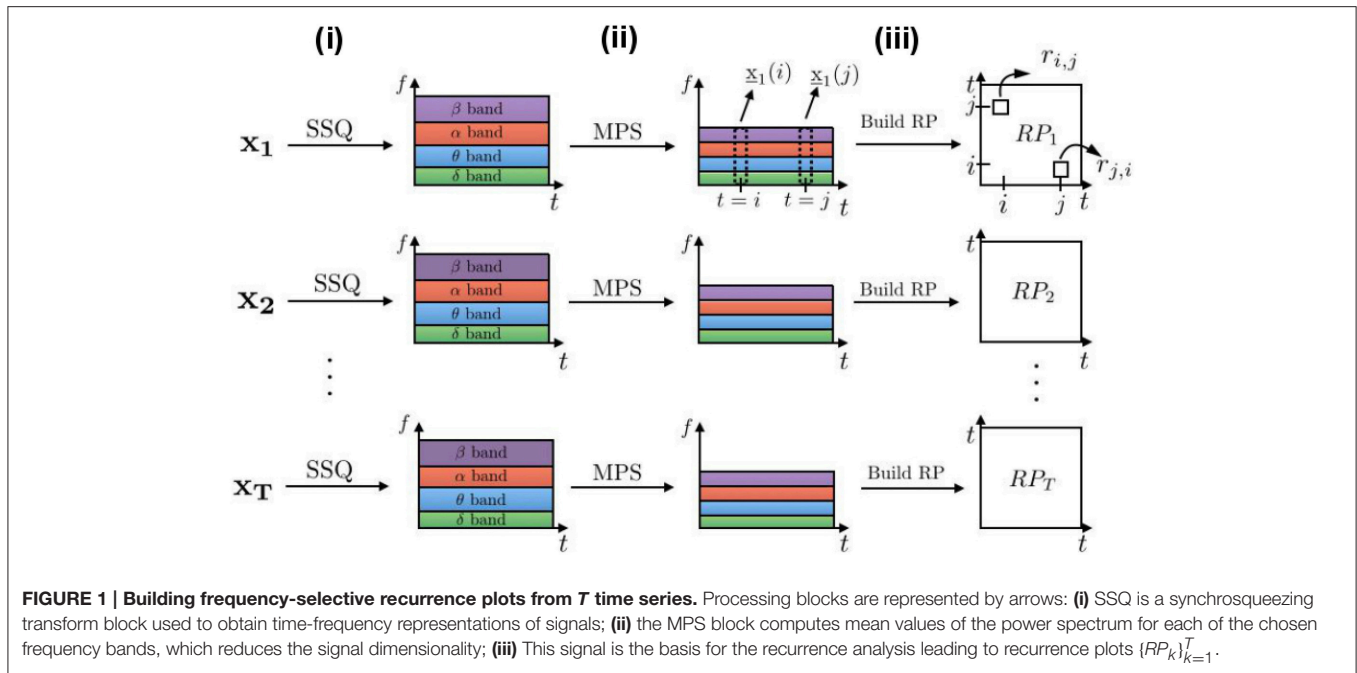 (i) (ii) (iii)
f β band α band θ band δ band t
x₁ SSQ MPS Build RP
f x̲₁(i) x̲₁(j) t = i t = j t
t j i RP₁ r_{i,j} r_{j,i} i j t
f β band α band θ band δ band t
x₂ SSQ MPS Build RP
f t
t RP₂ t
f β band α band θ band δ band t
x_T SSQ MPS Build RP
f t
t RP_T t
FIGURE 1 | Building frequency-selective recurrence plots from T time series. Processing blocks are represented by arrows: (i) SSQ is a synchrosqueezing
transform block used to obtain time-frequency representations of signals; (ii) the MPS block computes mean values of the power spectrum for each of the chosen
frequency bands, which reduces the signal dimensionality; (iii) This signal is the basis for the recurrence analysis leading to recurrence plots {RP_k}_{k=1}^T.